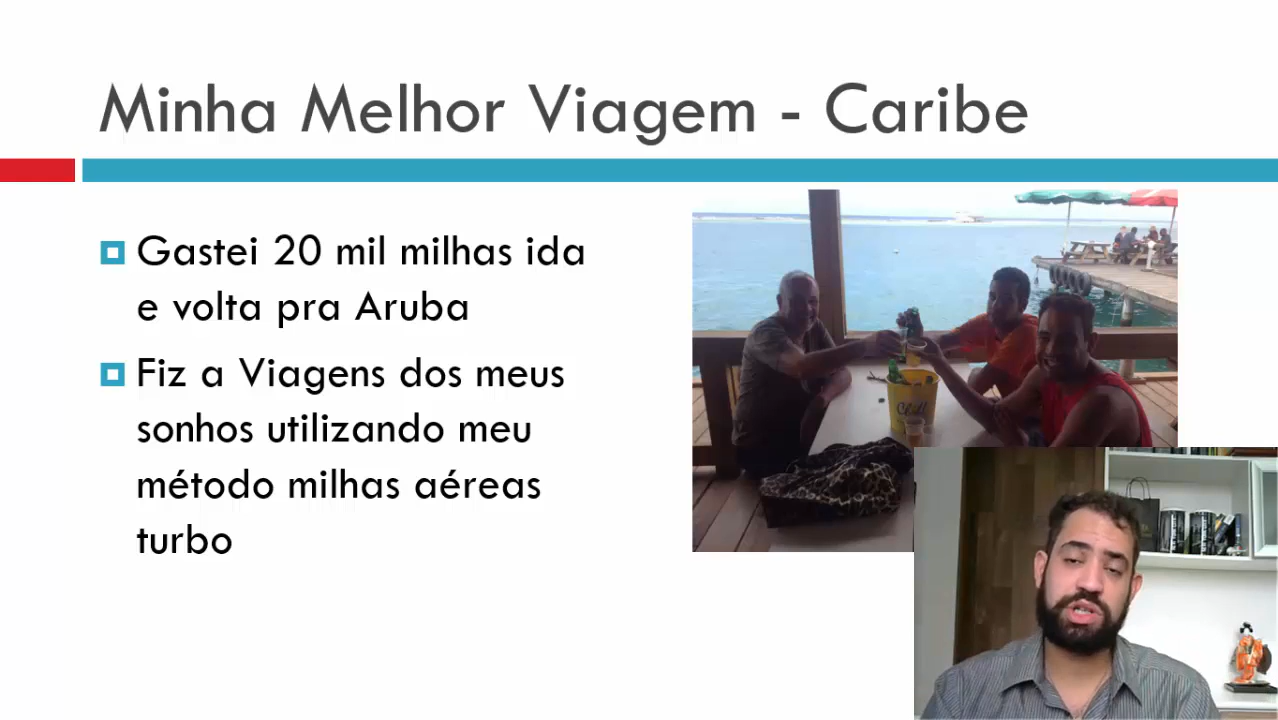 Minha Melhor Viagem - Caribe
Gastei 20 mil milhas ida
e volta pra Aruba
Fiz a Viagens dos meus
sonhos utilizando meu
método milhas aéreas
turbo
Chill